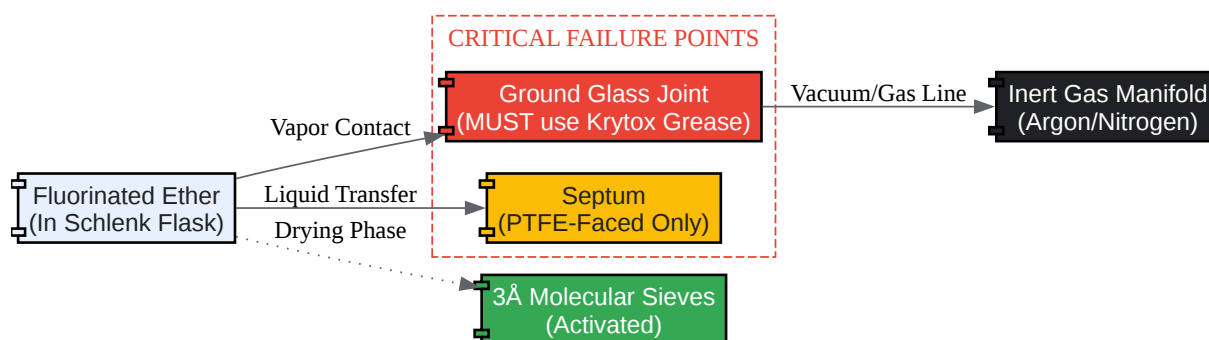 CRITICAL FAILURE POINTS
Ground Glass Joint
(MUST use Krytox Grease)
Vacuum/Gas Line
Inert Gas Manifold
(Argon/Nitrogen)
Vapor Contact
Fluorinated Ether
(In Schlenk Flask)
Liquid Transfer
Septum
(PTFE-Faced Only)
Drying Phase
3Å Molecular Sieves
(Activated)